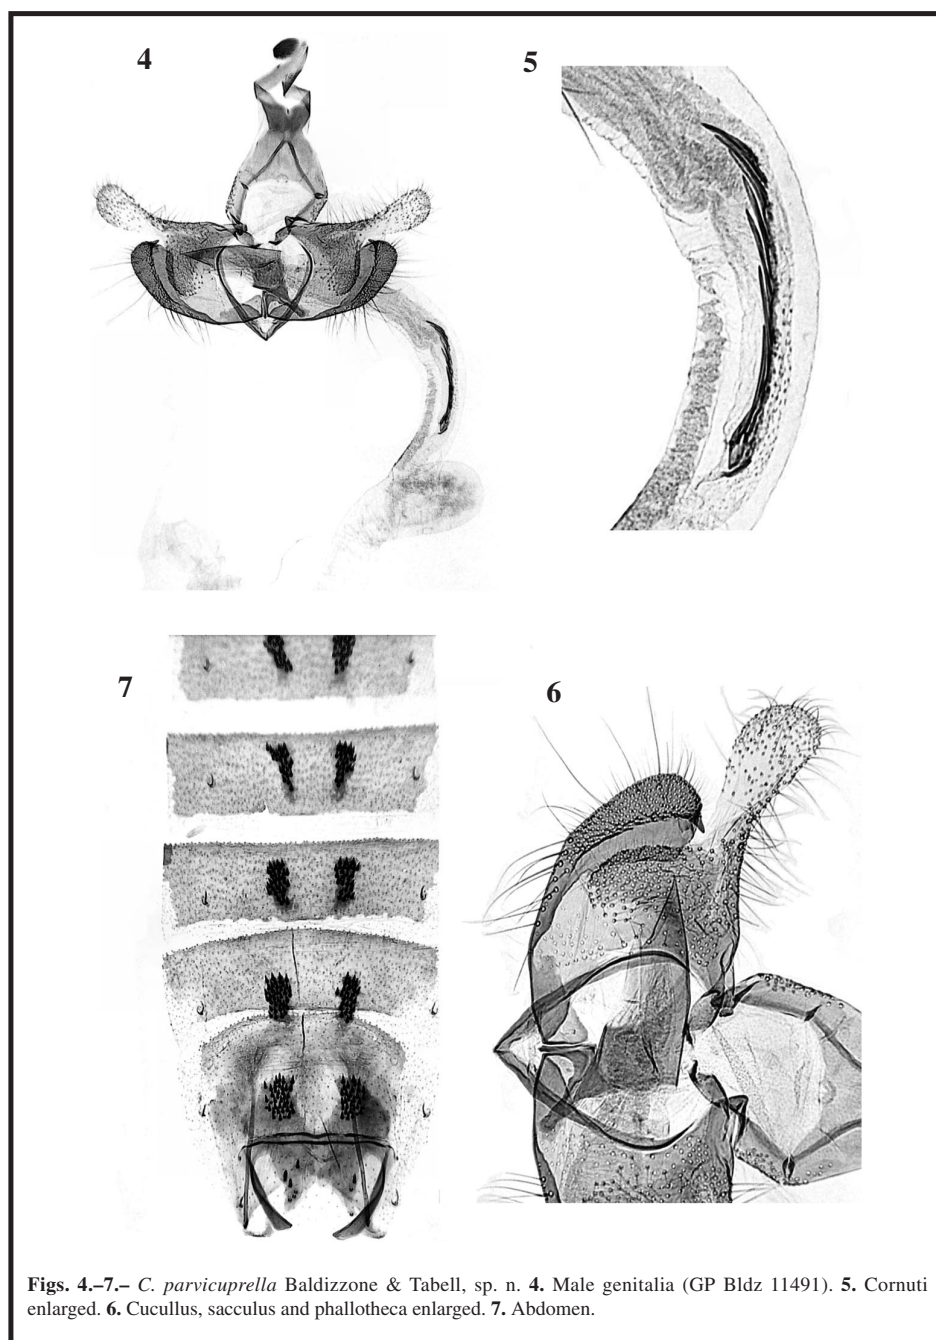 4
5
7
6
Figs. 4.–7.– C. parvicuprella Baldizzone & Tabell, sp. n. 4. Male genitalia (GP Bldz 11491). 5. Cornuti
enlarged. 6. Cucullus, sacculus and phallotheca enlarged. 7. Abdomen.